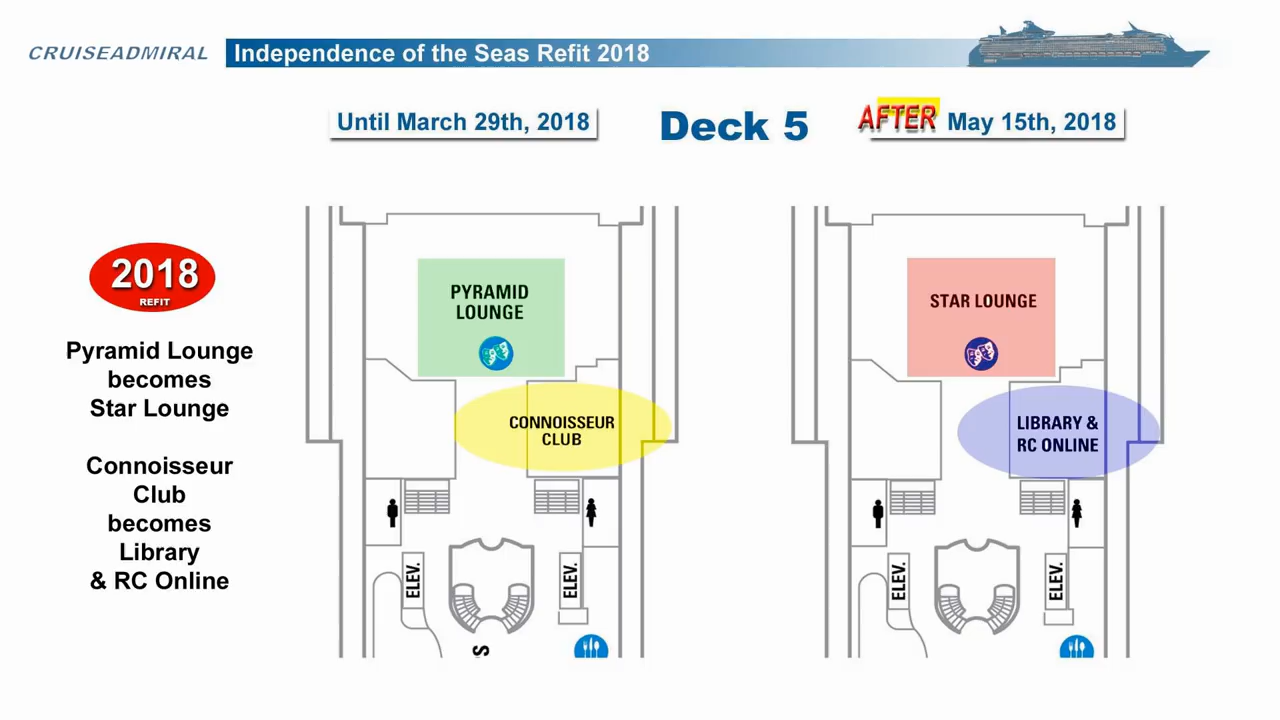 CRUISEADMIRAL
Independence of the Seas Refit 2018
Until March 29th, 2018
Deck 5
AFTER May 15th, 2018
2018
REFIT
Pyramid Lounge
becomes
Star Lounge
Connoisseur
Club
becomes
Library
& RC Online
PYRAMID
LOUNGE
CONNOISSEUR
CLUB
ELEV.
ELEV.
S
STAR LOUNGE
LIBRARY &
RC ONLINE
ELEV.
ELEV.